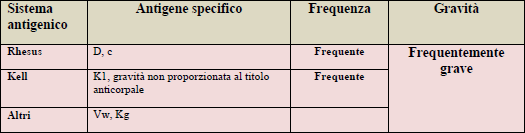 Sistema antigenico	Antigene specifico	Frequenza	Gravità
Rhesus	D, c	Frequente	Frequentemente grave
Kell	K1, gravità non proporzionata al titolo anticorpale	Frequente
Altri	Vw, Kg